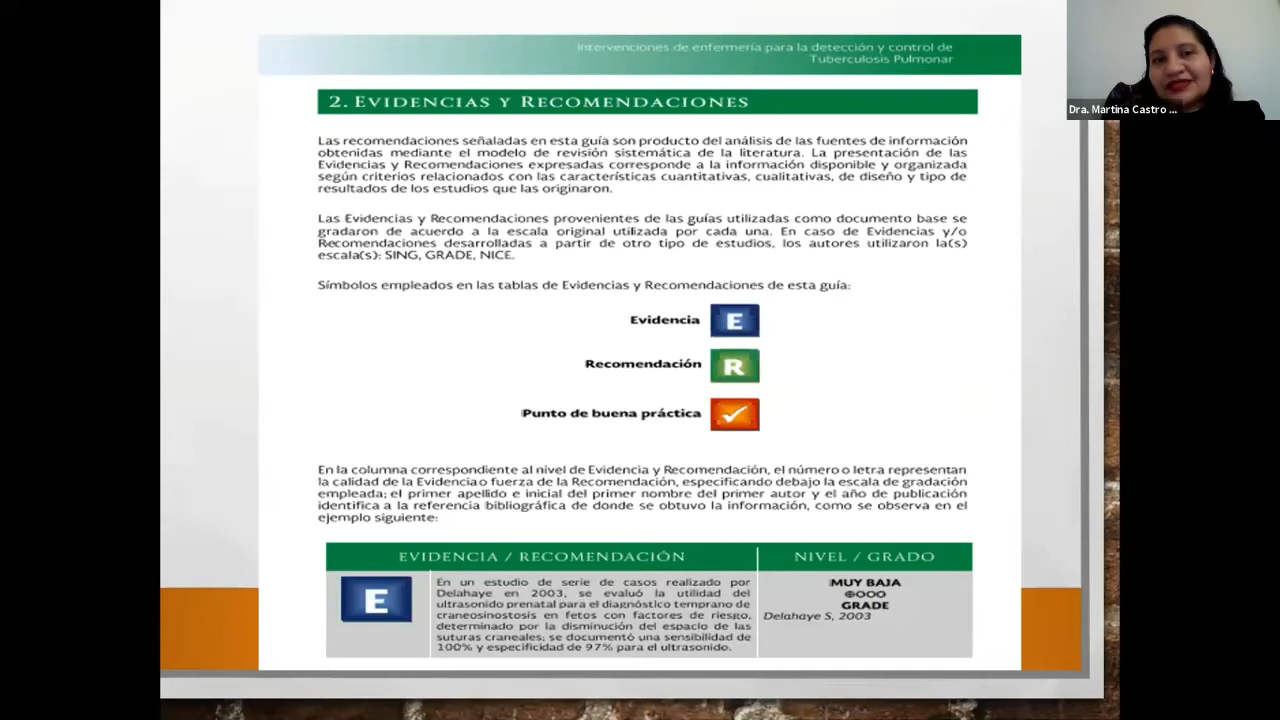 Intervenciones de enfermería para la detección y control de
Tuberculosis Pulmonar
Dra. Martina Castro ...
2. Evidencias y Recomendaciones
Las recomendaciones señaladas en esta guía son producto del análisis de las fuentes de información
obtenidas mediante el modelo de revisión sistemática de la literatura. La presentación de las
Evidencias y Recomendaciones expresadas corresponde a la información disponible y organizada
según criterios relacionados con las características cuantitativas, cualitativas, de diseño y tipo de
resultados de los estudios que las originaron.
Las Evidencias y Recomendaciones provenientes de las guías utilizadas como documento base se
gradaron de acuerdo a la escala original utilizada por cada una. En caso de Evidencias y/o
Recomendaciones desarrolladas a partir de otro tipo de estudios, los autores utilizaron la(s)
escala(s): SING, GRADE, NICE.
Símbolos empleados en las tablas de Evidencias y Recomendaciones de esta guía:
Evidencia E
Recomendación R
Punto de buena práctica ✓
En la columna correspondiente al nivel de Evidencia y Recomendación, el número o letra representan
la calidad de la Evidencia o fuerza de la Recomendación, especificando debajo la escala de gradación
empleada; el primer apellido e inicial del primer nombre del primer autor y el año de publicación
identifica a la referencia bibliográfica de donde se obtuvo la información, como se observa en el
ejemplo siguiente:
Evidencia / Recomendación
Nivel / Grado
E
En un estudio de serie de casos realizado por
Delahaye en 2003, se evaluó la utilidad del
ultrasonido prenatal para el diagnóstico temprano de
craneosinostosis en fetos con factores de riesgo,
determinado por la disminución del espacio de las
suturas craneales; se documentó una sensibilidad de
100% y especificidad de 97% para el ultrasonido.
MUY BAJA
⊕OOO
GRADE
Delahaye S, 2003